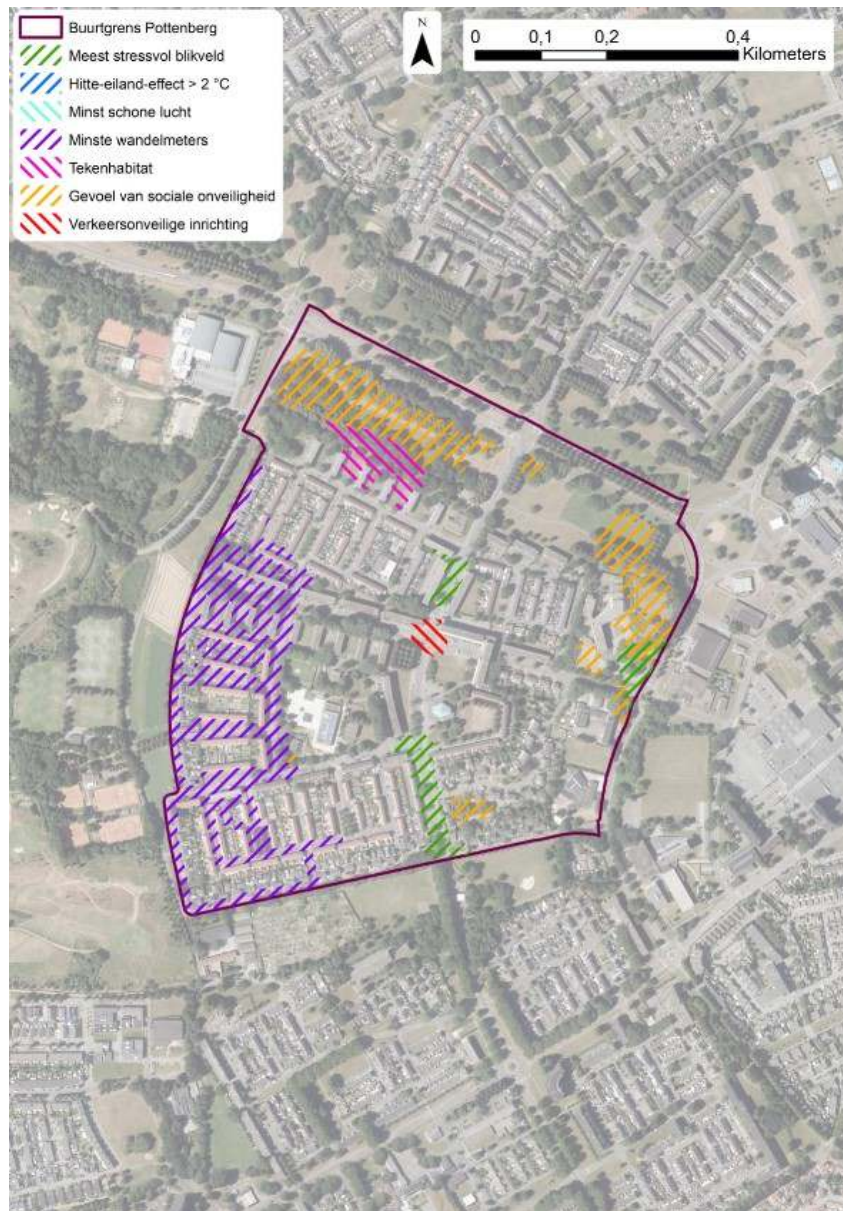 Buurtgrens Pottenberg
Meest stressvol blikveld
Hitte-eiland-effect > 2 °C
Minst schone lucht
Minste wandelmeters
Tekenhabitat
Gevoel van sociale onveiligheid
Verkeersonveilige inrichting
N
0 0,1 0,2 0,4
Kilometers